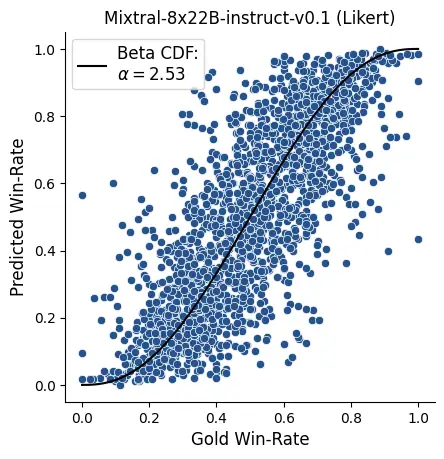 Mixtral-8x22B-instruct-v0.1 (Likert)
Beta CDF:
α = 2.53
Predicted Win-Rate
1.0
0.8
0.6
0.4
0.2
0.0
0.0 0.2 0.4 0.6 0.8 1.0
Gold Win-Rate